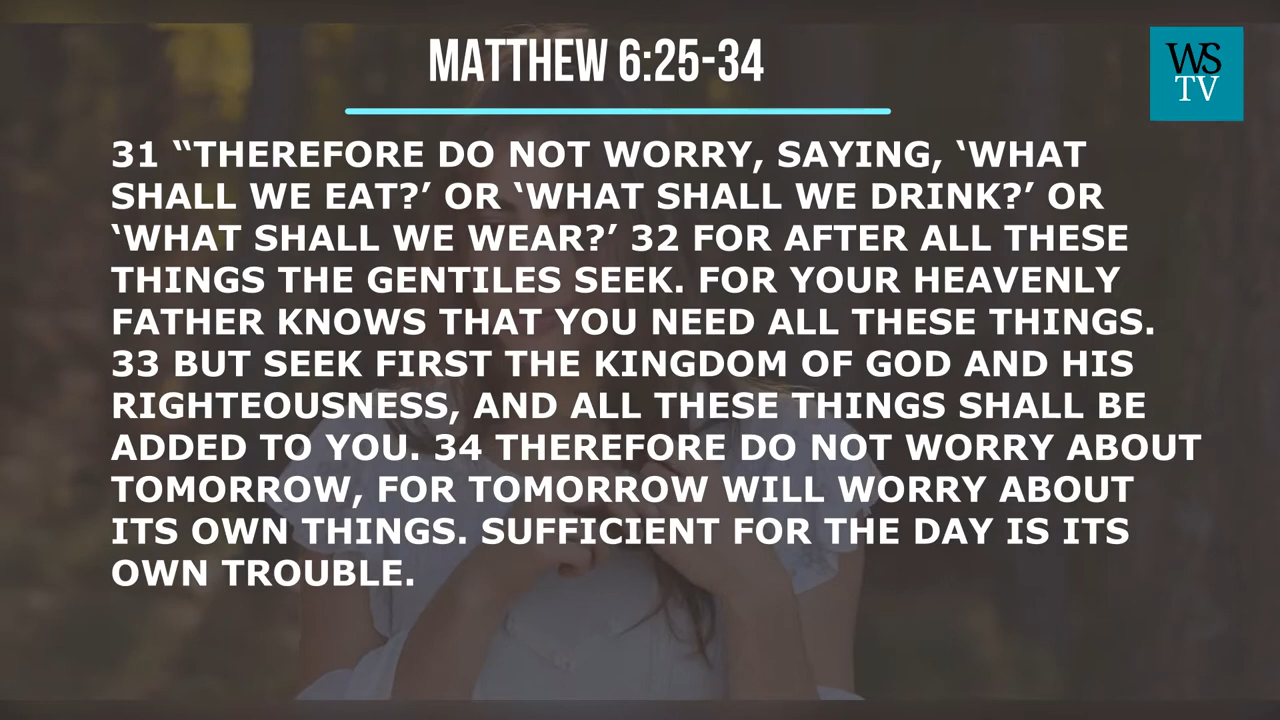 MATTHEW 6:25-34
WS
TV
31 “THEREFORE DO NOT WORRY, SAYING, ‘WHAT
SHALL WE EAT?’ OR ‘WHAT SHALL WE DRINK?’ OR
‘WHAT SHALL WE WEAR?’ 32 FOR AFTER ALL THESE
THINGS THE GENTILES SEEK. FOR YOUR HEAVENLY
FATHER KNOWS THAT YOU NEED ALL THESE THINGS.
33 BUT SEEK FIRST THE KINGDOM OF GOD AND HIS
RIGHTEOUSNESS, AND ALL THESE THINGS SHALL BE
ADDED TO YOU. 34 THEREFORE DO NOT WORRY ABOUT
TOMORROW, FOR TOMORROW WILL WORRY ABOUT
ITS OWN THINGS. SUFFICIENT FOR THE DAY IS ITS
OWN TROUBLE.